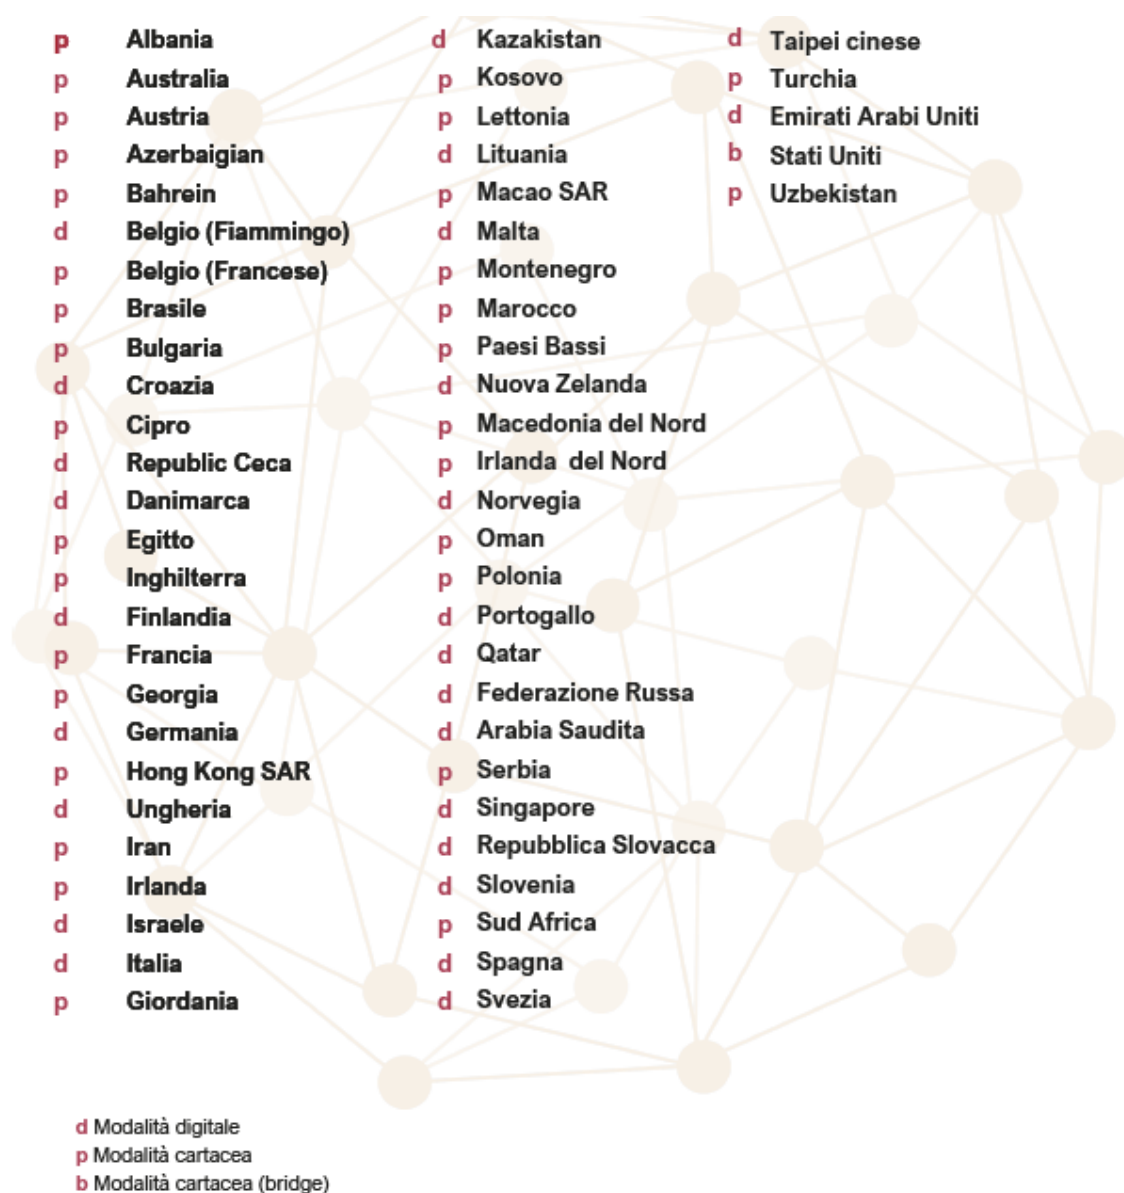 p Albania
p Australia
p Austria
p Azerbaigian
p Bahrein
d Belgio (Fiammingo)
p Belgio (Francese)
p Brasile
p Bulgaria
d Croazia
p Cipro
d Republic Ceca
d Danimarca
p Egitto
p Inghilterra
d Finlandia
p Francia
p Georgia
d Germania
p Hong Kong SAR
d Ungheria
p Iran
p Irlanda
d Israele
d Italia
p Giordania
d Kazakistan
p Kosovo
p Lettonia
d Lituania
p Macao SAR
d Malta
p Montenegro
p Marocco
p Paesi Bassi
d Nuova Zelanda
p Macedonia del Nord
p Irlanda del Nord
d Norvegia
p Oman
p Polonia
d Portogallo
d Qatar
d Federazione Russa
d Arabia Saudita
p Serbia
d Singapore
d Repubblica Slovacca
d Slovenia
p Sud Africa
d Spagna
d Svezia
d Taipei cinese
p Turchia
d Emirati Arabi Uniti
b Stati Uniti
p Uzbekistan
d Modalità digitale
p Modalità cartacea
b Modalità cartacea (bridge)